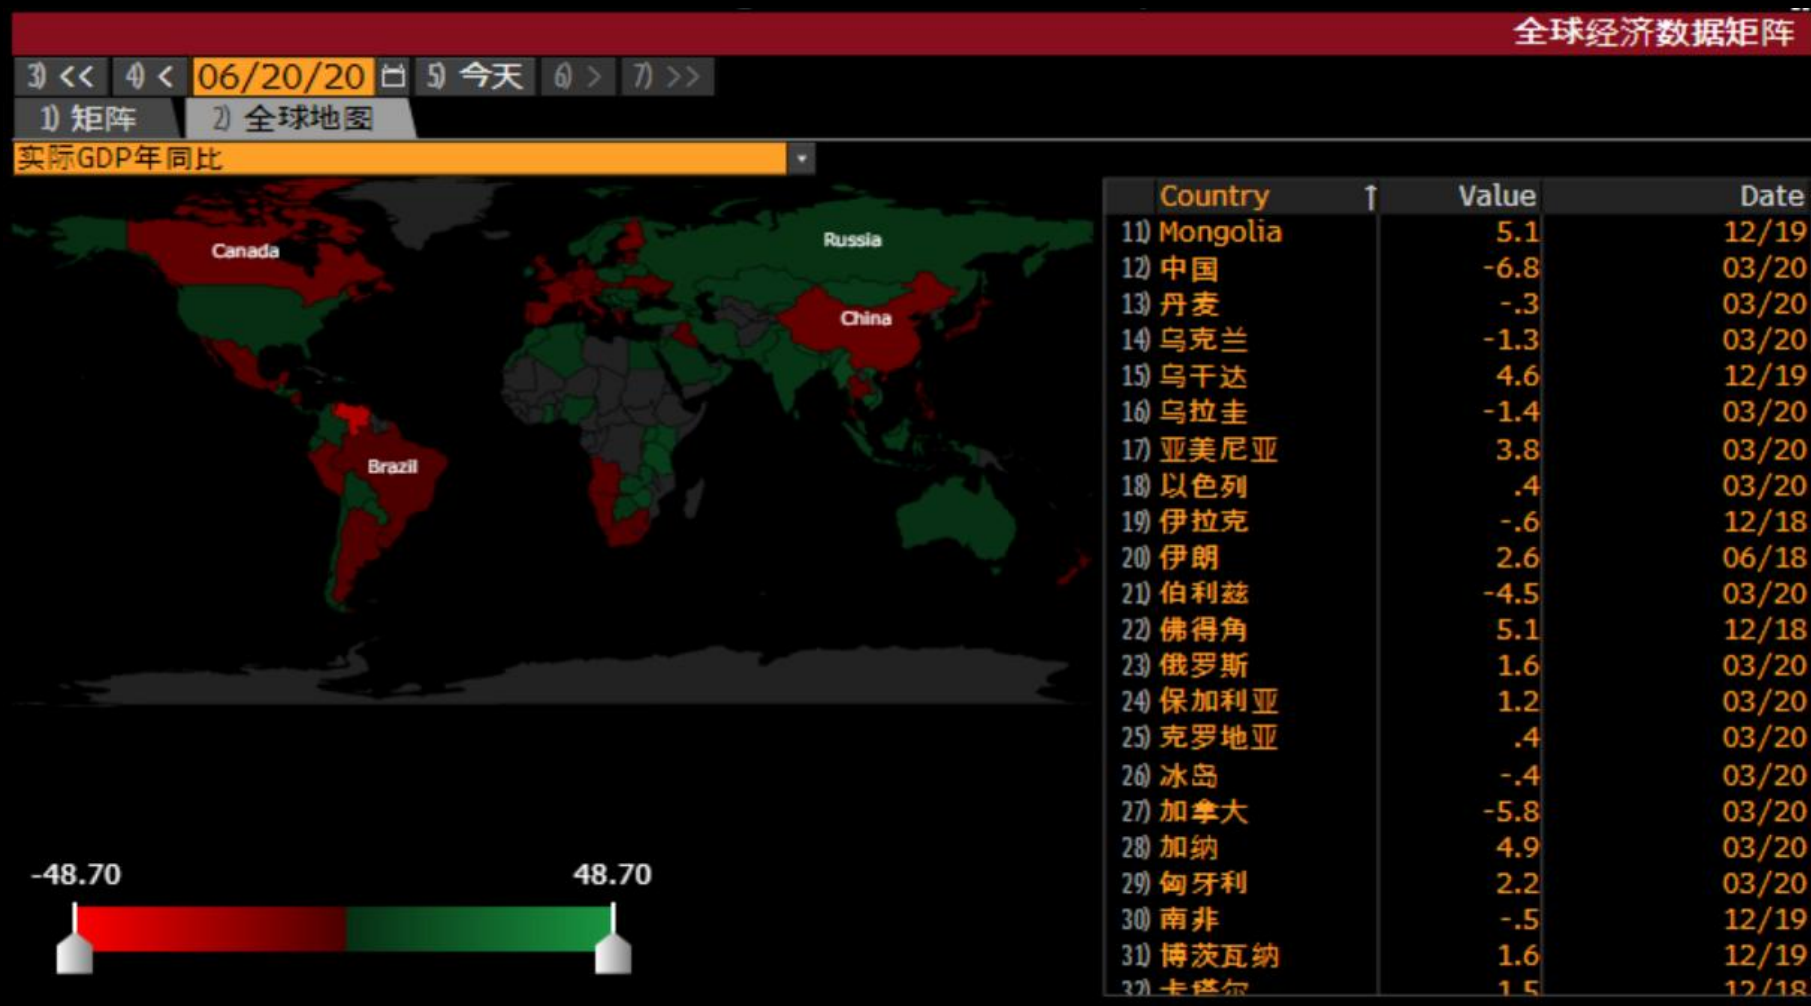 全球经济数据矩阵
3) << 4) < 06/20/20 5) 今天 6) > 7) >>
1) 矩阵 2) 全球地图
实际GDP年同比
Canada
Russia
China
Brazil
-48.70 48.70
Country ↑ Value Date
11) Mongolia 5.1 12/19
12) 中国 -6.8 03/20
13) 丹麦 -.3 03/20
14) 乌克兰 -1.3 03/20
15) 乌干达 4.6 12/19
16) 乌拉圭 -1.4 03/20
17) 亚美尼亚 3.8 03/20
18) 以色列 .4 03/20
19) 伊拉克 -.6 12/18
20) 伊朗 2.6 06/18
21) 伯利兹 -4.5 03/20
22) 佛得角 5.1 12/18
23) 俄罗斯 1.6 03/20
24) 保加利亚 1.2 03/20
25) 克罗地亚 .4 03/20
26) 冰岛 -.4 03/20
27) 加拿大 -5.8 03/20
28) 加纳 4.9 03/20
29) 匈牙利 2.2 03/20
30) 南非 -.5 12/19
31) 博茨瓦纳 1.6 12/19
32) 卡塔尔 1.5 12/18